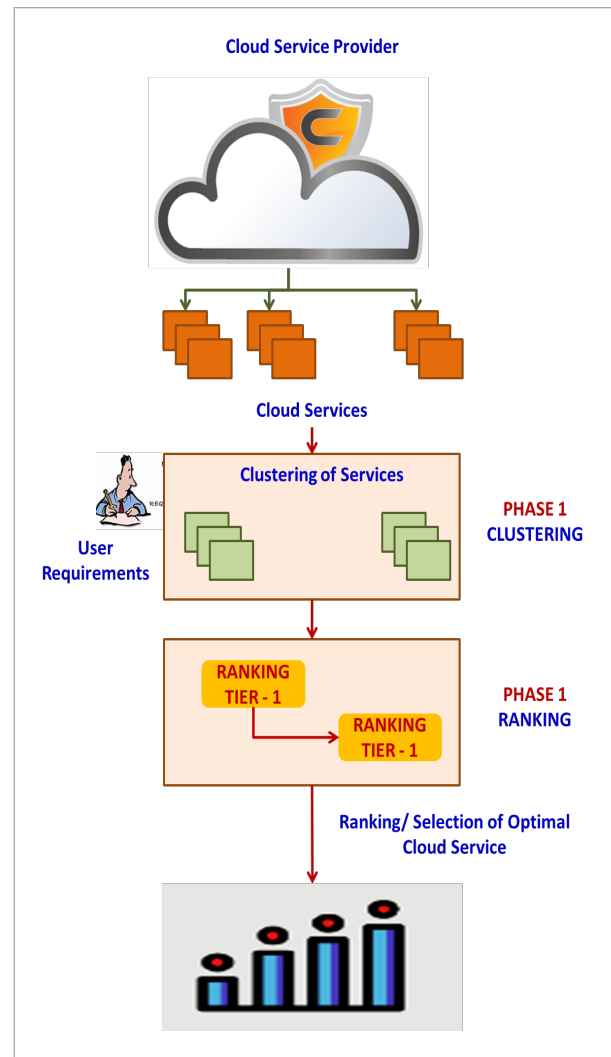 Cloud Service Provider
C
Cloud Services
Clustering of Services
REQ
User
Requirements
PHASE 1
CLUSTERING
RANKING
TIER - 1
RANKING
TIER - 1
PHASE 1
RANKING
Ranking/ Selection of Optimal
Cloud Service